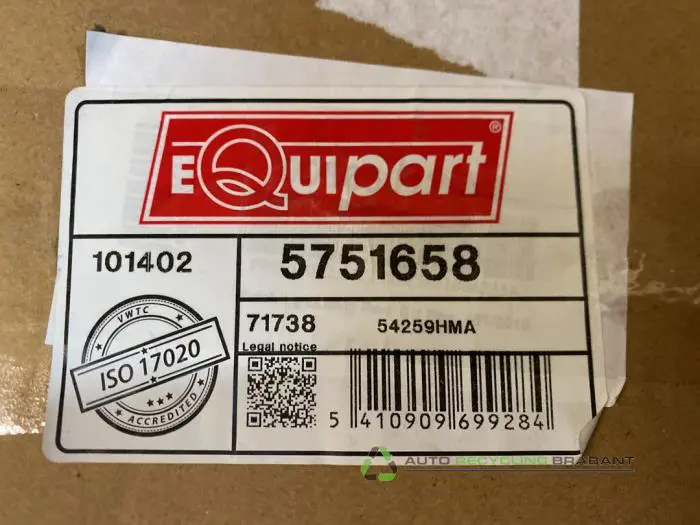 EQUIPART®
101402
5751658
71738
54259HMA
Legal notice
VWTC
ISO 17020
ACCREDITED
5 410909 699284
AUTO RECYCLING BRABANT